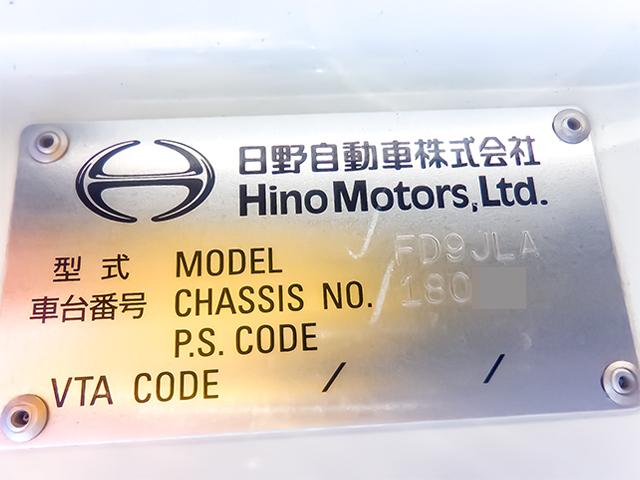 日野自動車株式会社
Hino Motors, Ltd.
型式 MODEL FD9JLA
車台番号 CHASSIS NO. 180
P.S. CODE
VTA CODE / /